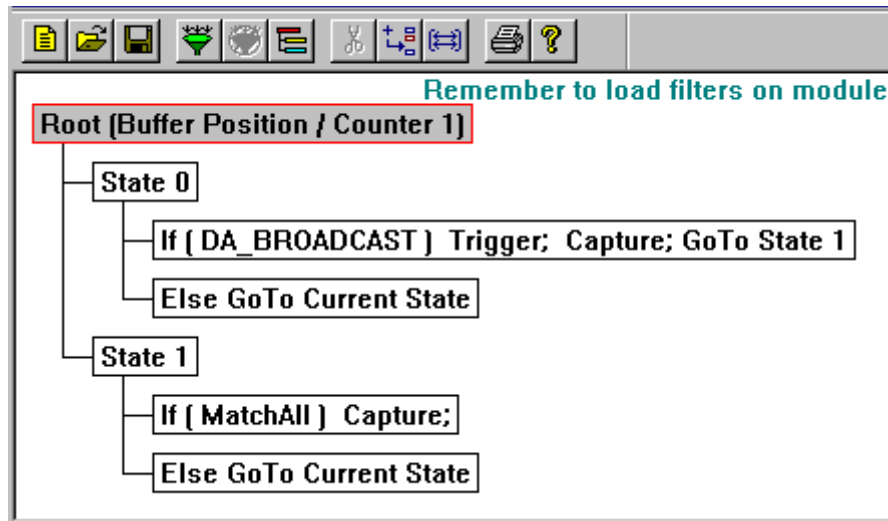 Remember to load filters on module
Root (Buffer Position / Counter 1)
State 0
If ( DA_BROADCAST ) Trigger; Capture; GoTo State 1
Else GoTo Current State
State 1
If ( MatchAll ) Capture;
Else GoTo Current State